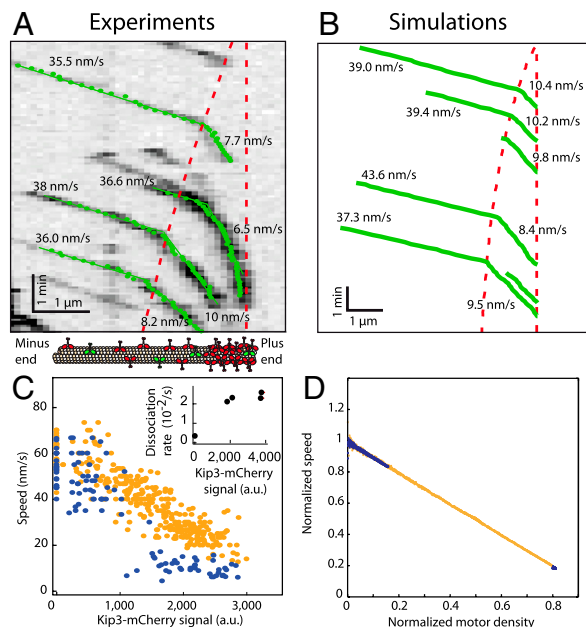 A Experiments
B Simulations
35.5 nm/s
7.7 nm/s
36.6 nm/s
38 nm/s
6.5 nm/s
36.0 nm/s
10 nm/s
8.2 nm/s
1 min
1 µm
39.0 nm/s
10.4 nm/s
39.4 nm/s
10.2 nm/s
9.8 nm/s
43.6 nm/s
37.3 nm/s
8.4 nm/s
9.5 nm/s
1 min
1 µm
Minus end
Plus end
C
Speed (nm/s)
80
60
40
20
0
0 1,000 2,000 3,000
Kip3-mCherry signal (a.u.)
Dissociation
rate (10⁻²/s)
2
1
0
0 2,000 4,000
Kip3-mCherry
signal (a.u.)
D
Normalized speed
1.2
1
0.8
0.6
0.4
0.2
0
0 0.2 0.4 0.6 0.8
Normalized motor density